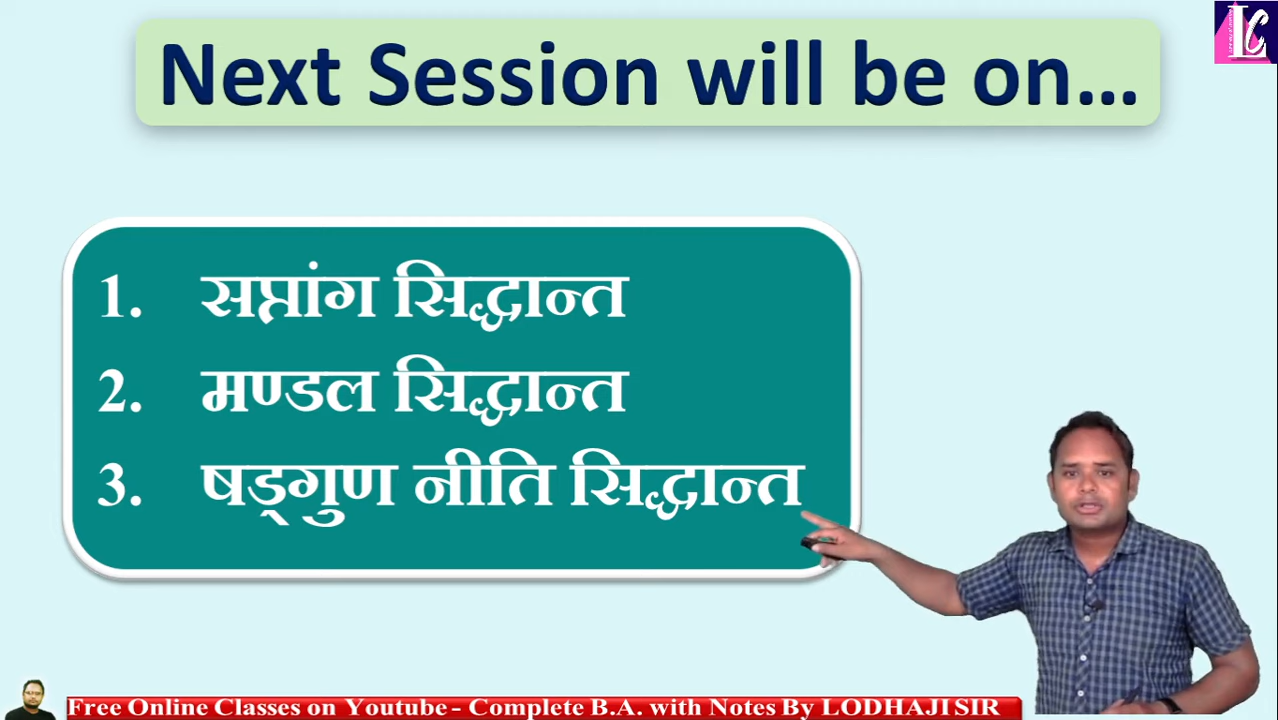 Next Session will be on...
LC
1. सप्तांग सिद्धान्त
2. मण्डल सिद्धान्त
3. षड्गुण नीति सिद्धान्त
Free Online Classes on Youtube - Complete B.A. with Notes By LODHAJI SIR